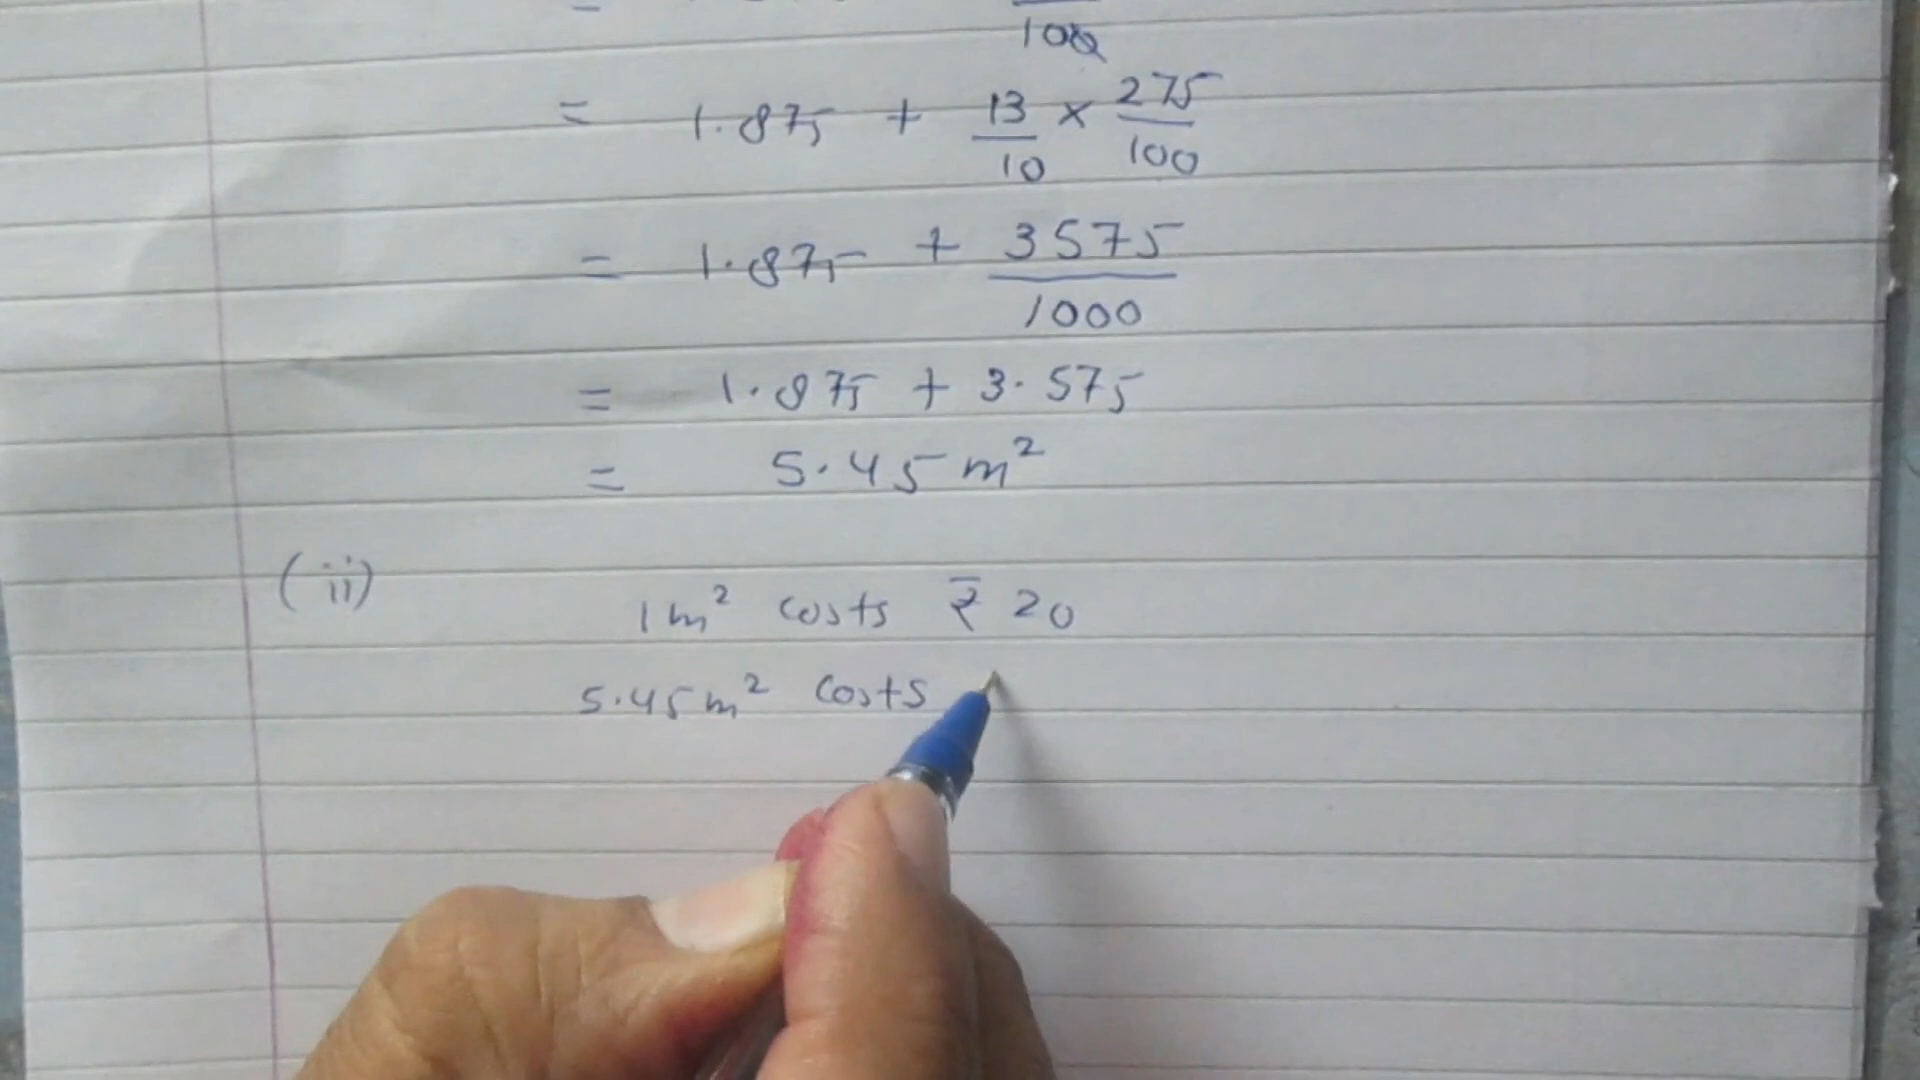 100
= 1.875 + 13/10 × 275/100
= 1.875 + 3575/1000
= 1.875 + 3.575
= 5.45 m²
(ii)
1 m² costs ₹ 20
5.45 m² costs